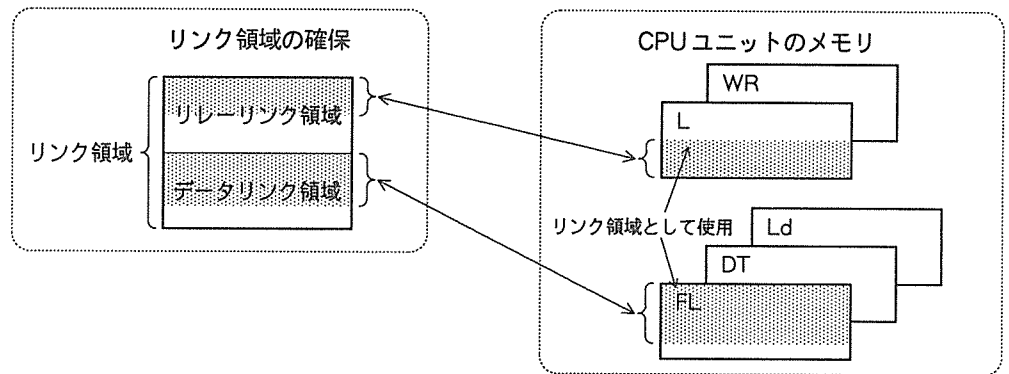 リンク領域の確保
リレーリンク領域
リンク領域
データリンク領域
CPUユニットのメモリ
WR
L
リンク領域として使用
Ld
DT
FL